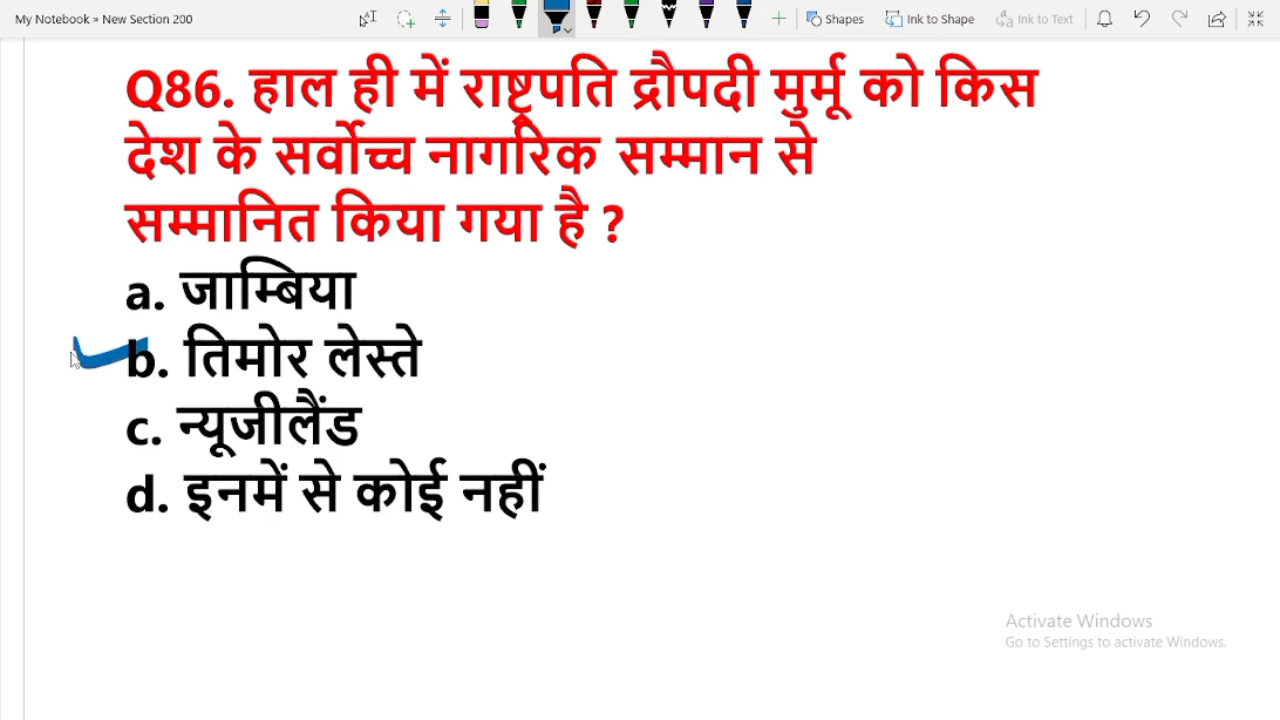 My Notebook » New Section 200
Shapes
Ink to Shape
Ink to Text
Q86. हाल ही में राष्ट्रपति द्रौपदी मुर्मू को किस
देश के सर्वोच्च नागरिक सम्मान से
सम्मानित किया गया है ?
a. जाम्बिया
b. तिमोर लेस्ते
c. न्यूजीलैंड
d. इनमें से कोई नहीं
Activate Windows
Go to Settings to activate Windows.